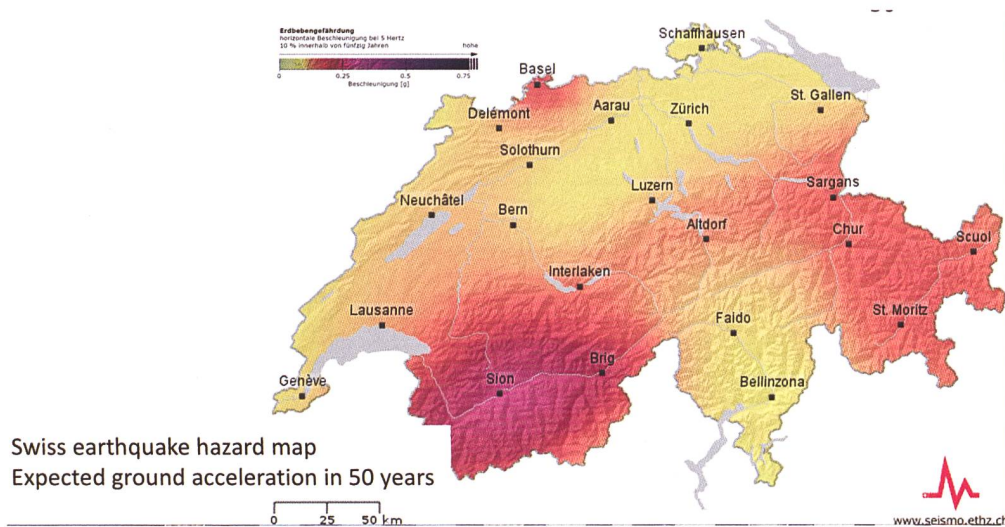 Erdbebengefährdung
horizontale Beschleunigung bei 5 Hertz
10 % innerhalb von fünfzig Jahren
hohe
0 0.25 0.5 0.75
Beschleunigung [g]
Schaffhausen
Basel
Delémont
Aarau
Zürich
St. Gallen
Solothurn
Neuchâtel
Bern
Luzern
Sargans
Altdorf
Chur
Scuol
Interlaken
Lausanne
Faido
St. Moritz
Genève
Sion
Brig
Bellinzona
Swiss earthquake hazard map
Expected ground acceleration in 50 years
0 25 50 km
www.seismo.ethz.ch